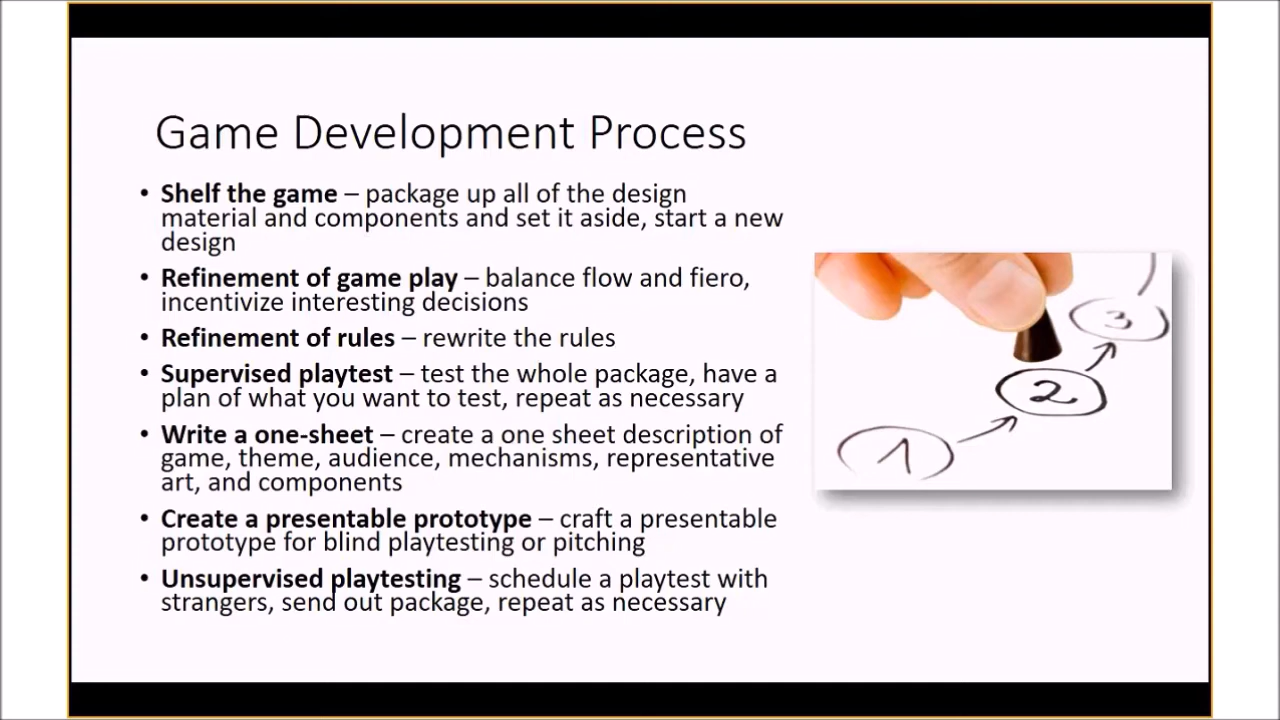 Game Development Process
• Shelf the game – package up all of the design
material and components and set it aside, start a new
design
• Refinement of game play – balance flow and fiero,
incentivize interesting decisions
• Refinement of rules – rewrite the rules
• Supervised playtest – test the whole package, have a
plan of what you want to test, repeat as necessary
• Write a one-sheet – create a one sheet description of
game, theme, audience, mechanisms, representative
art, and components
• Create a presentable prototype – craft a presentable
prototype for blind playtesting or pitching
• Unsupervised playtesting – schedule a playtest with
strangers, send out package, repeat as necessary
3
2
1